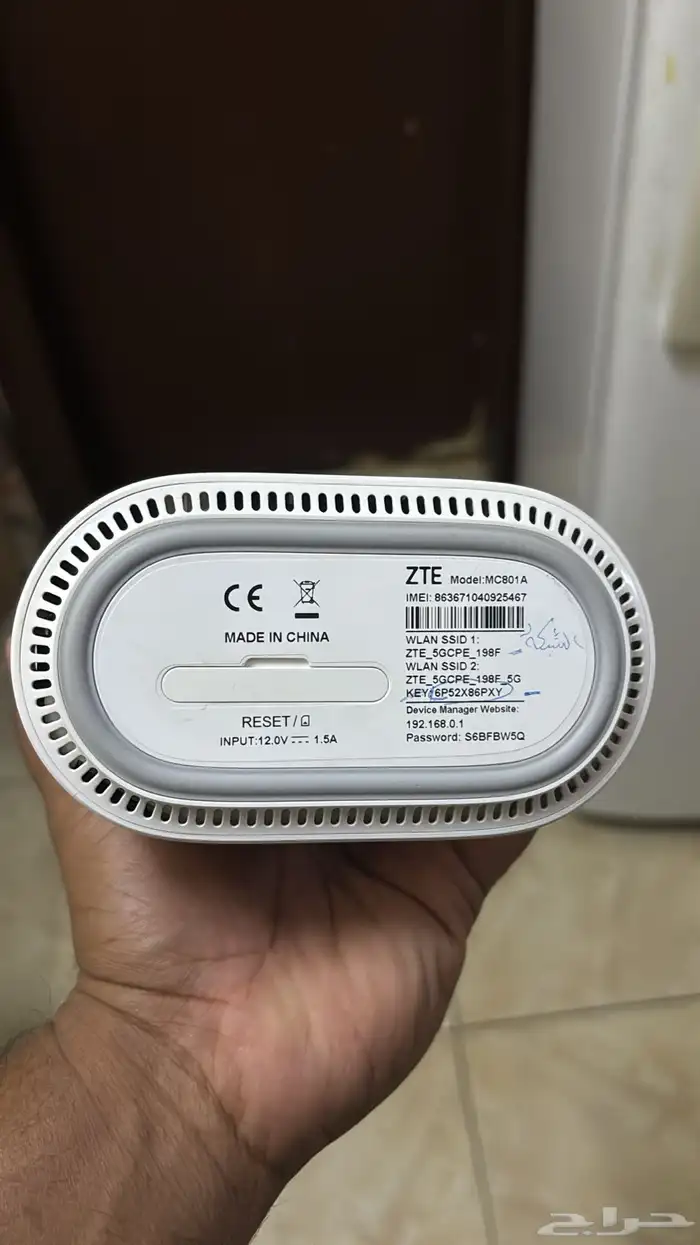 CE
MADE IN CHINA
RESET/
INPUT:12.0V 1.5A
ZTE Model:MC801A
IMEI: 863671040925467
WLAN SSID 1:
ZTE_5GCPE_198F
الشبكة
WLAN SSID 2:
ZTE_5GCPE_198F_5G
KEY:6P52X86PXY
Device Manager Website:
192.168.0.1
Password: S6BFBW5Q
حراج